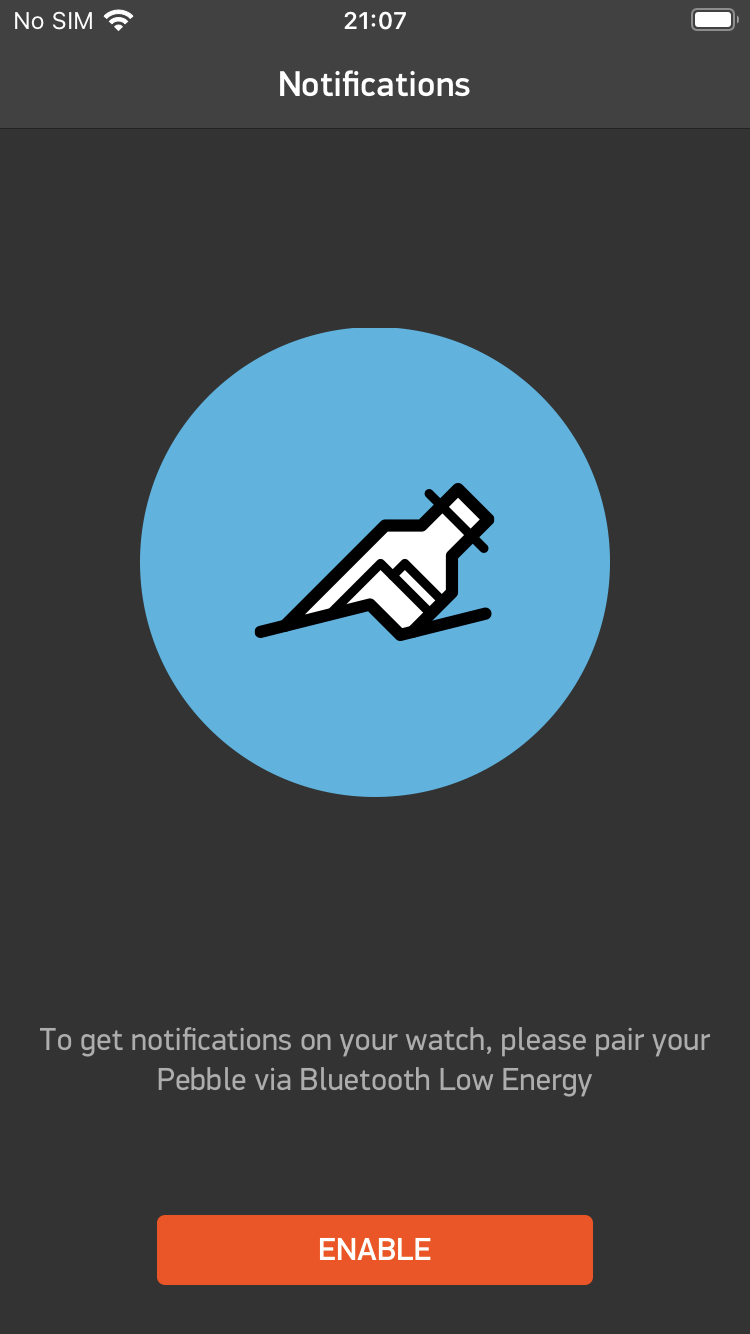 No SIM 21:07
Notifications
To get notifications on your watch, please pair your
Pebble via Bluetooth Low Energy
ENABLE